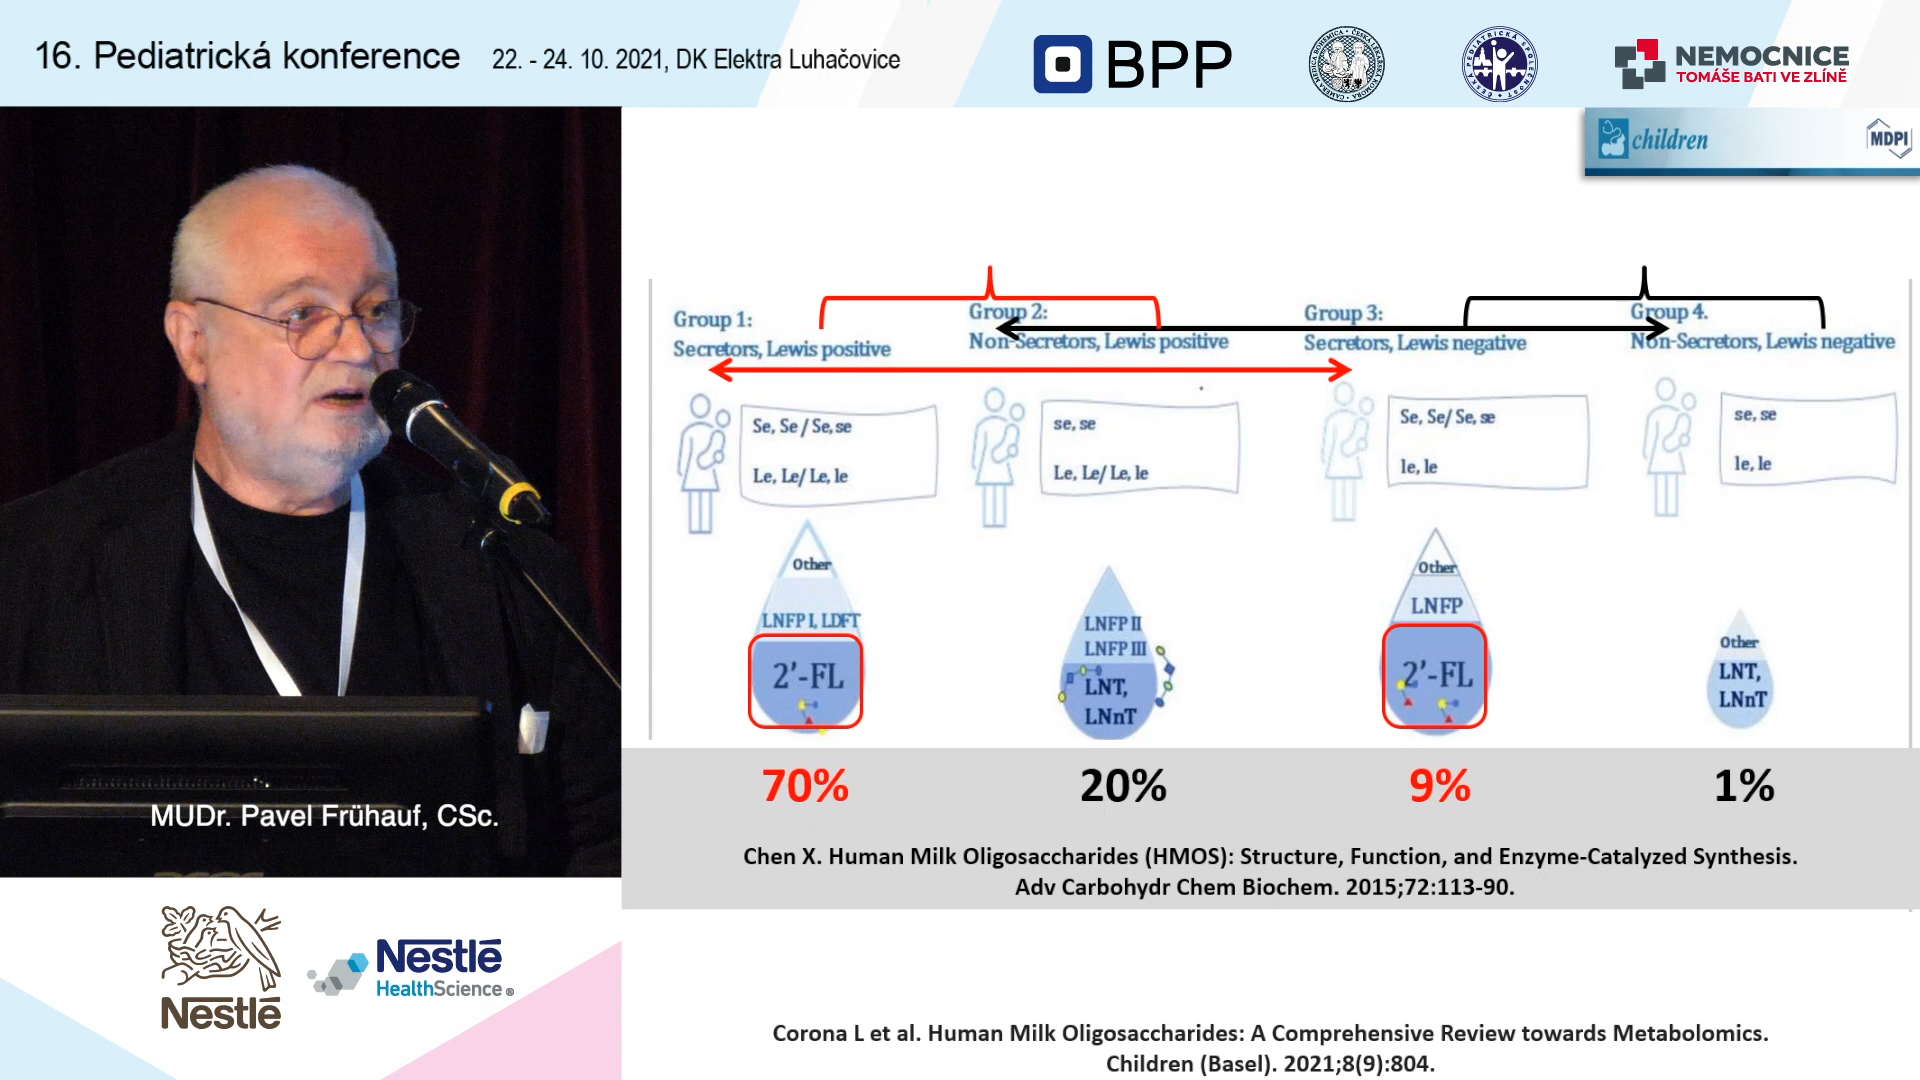 16. Pediatrická konference
22. - 24. 10. 2021, DK Elektra Luhačovice
BPP
NEMOCNICE
TOMÁŠE BATI VE ZLÍNĚ
children
MDPI
Group 1:
Secretors, Lewis positive
Group 2:
Non-Secretors, Lewis positive
Group 3:
Secretors, Lewis negative
Group 4.
Non-Secretors, Lewis negative
Se, Se / Se, se
Le, Le/ Le, le
se, se
Le, Le/ Le, le
Se, Se/ Se, se
le, le
se, se
le, le
Other
LNFP I, LDFT
2’-FL
LNFP II
LNFP III
LNT,
LNnT
Other
LNFP
2’-FL
Other
LNT,
LNnT
70%
20%
9%
1%
Chen X. Human Milk Oligosaccharides (HMOS): Structure, Function, and Enzyme-Catalyzed Synthesis.
Adv Carbohydr Chem Biochem. 2015;72:113-90.
Corona L et al. Human Milk Oligosaccharides: A Comprehensive Review towards Metabolomics.
Children (Basel). 2021;8(9):804.
MUDr. Pavel Frühauf, CSc.
Nestlé
Nestlé
HealthScience ®